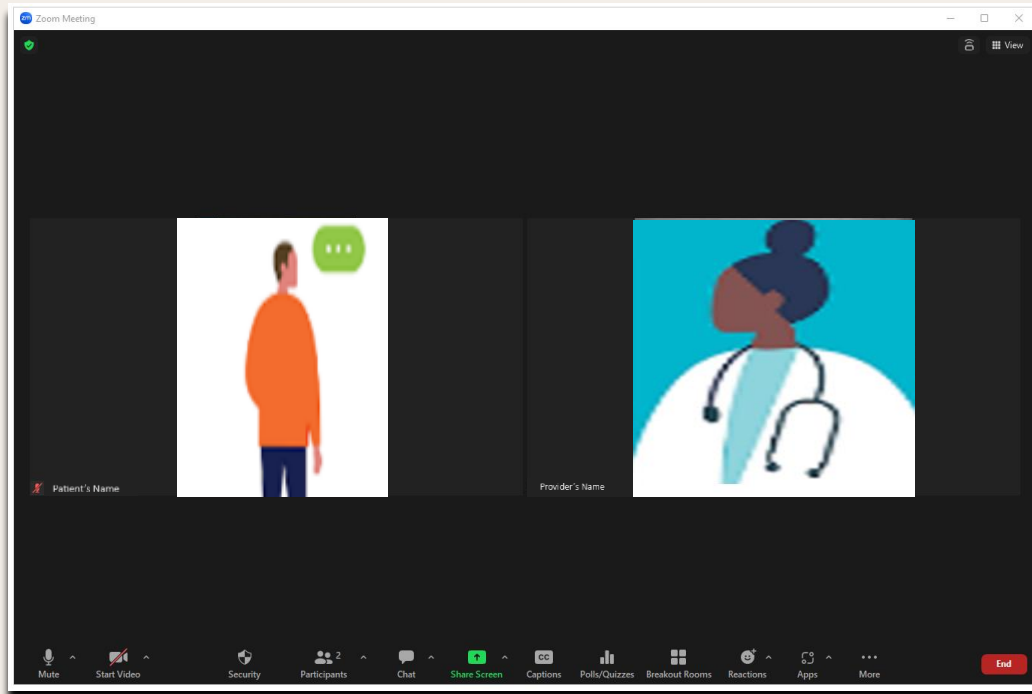 zm Zoom Meeting
View
Patient's Name
Provider's Name
2
CC
Mute Start Video Security Participants Chat Share Screen Captions Polls/Quizzes Breakout Rooms Reactions Apps More End